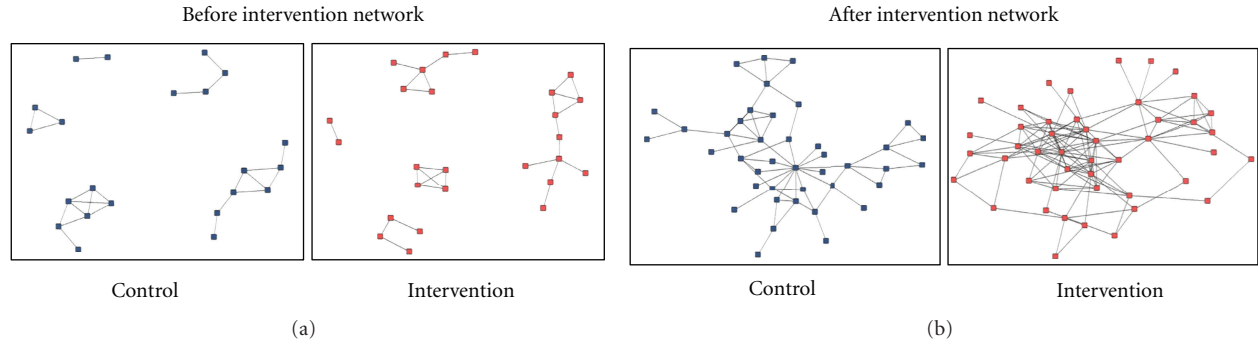 Before intervention network
After intervention network
Control
Intervention
Control
Intervention
(a)
(b)